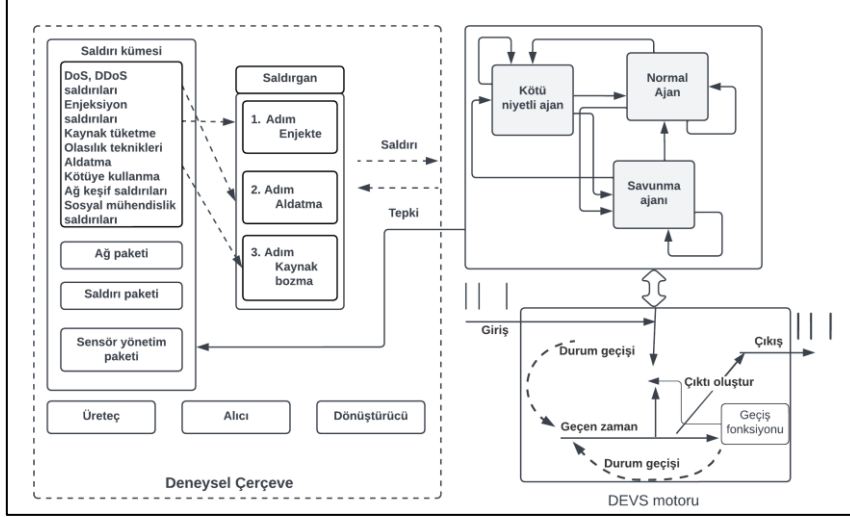 Saldırı kümesi
DoS, DDoS
saldırıları
Enjeksiyon
saldırıları
Kaynak tüketme
Olasılık teknikleri
Aldatma
Kötüye kullanma
Ağ keşif saldırıları
Sosyal mühendislik
saldırıları
Ağ paketi
Saldırı paketi
Sensör yönetim
paketi
Saldırgan
1. Adım
Enjekte
2. Adım
Aldatma
3. Adım
Kaynak
bozma
Saldırı
Tepki
Üreteç
Alıcı
Dönüştürücü
Deneysel Çerçeve
Kötü
niyetli ajan
Normal
Ajan
Savunma
ajanı
Giriş
Durum geçişi
Çıkış
Çıktı oluştur
Geçen zaman
Geçiş
fonksiyonu
Durum geçişi
DEVS motoru